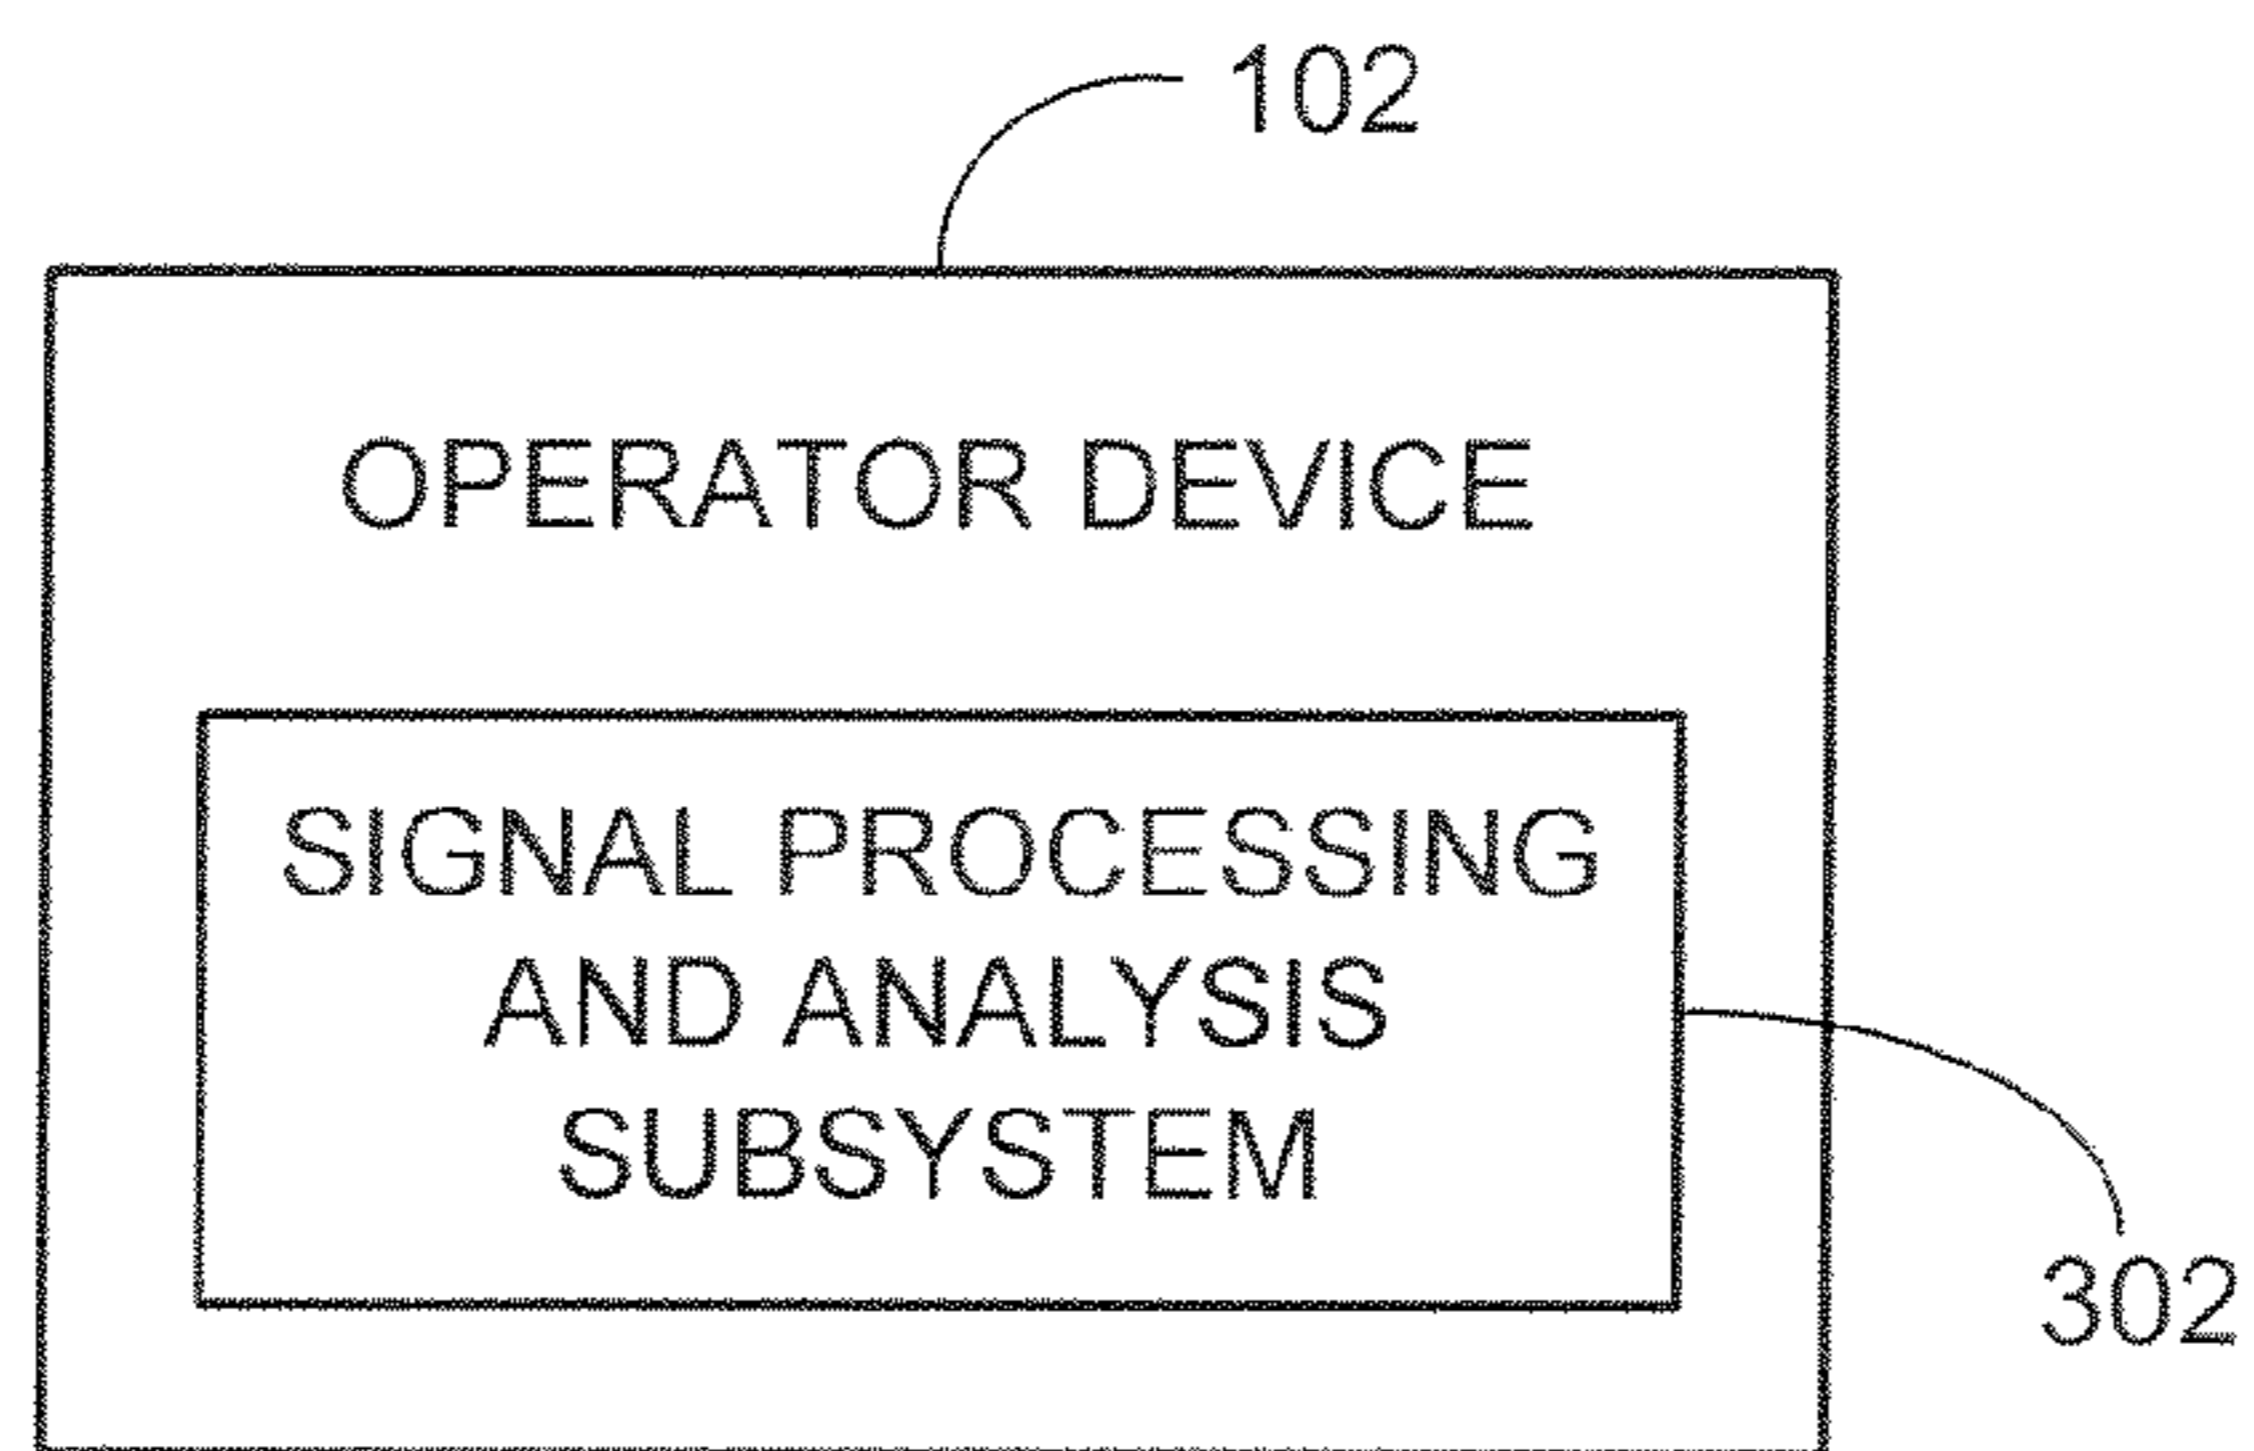 102
OPERATOR DEVICE
SIGNAL PROCESSING
AND ANALYSIS
SUBSYSTEM
302